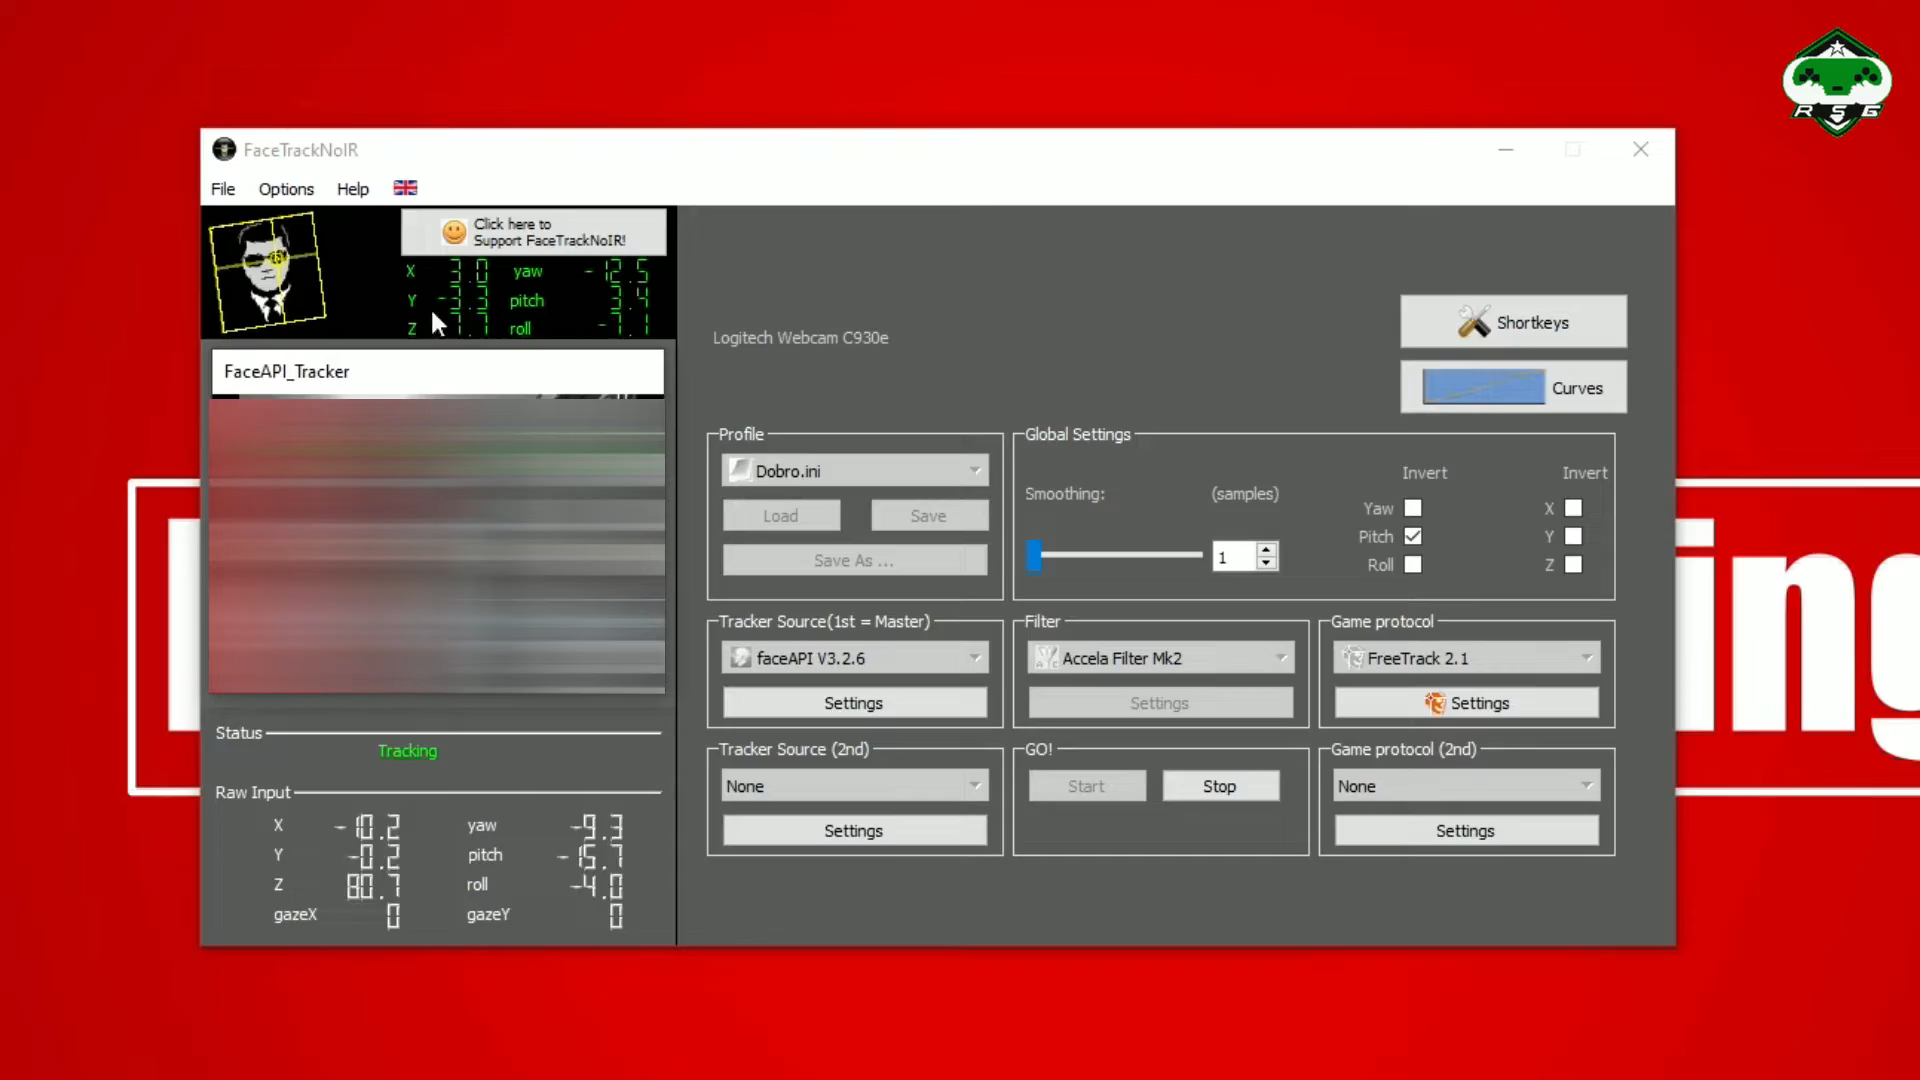 RSG
FaceTrackNoIR
File Options Help
Click here to
Support FaceTrackNoIR!
X 3.0 yaw -12.5
Y -3.3 pitch 3.4
Z roll -7.1
Logitech Webcam C930e
Shortkeys
Curves
FaceAPI_Tracker
Profile
Dobro.ini
Load Save
Save As ...
Global Settings
Invert Invert
Smoothing: (samples)
1
Yaw X
Pitch Y
Roll Z
Tracker Source(1st = Master)
faceAPI V3.2.6
Settings
Filter
Accela Filter Mk2
Settings
Game protocol
FreeTrack 2.1
Settings
Tracker Source (2nd)
None
Settings
GO!
Start Stop
Game protocol (2nd)
None
Settings
Status
Tracking
Raw Input
X -10.2 yaw -9.3
Y -0.2 pitch -15.7
Z 80.7 roll -4.0
gazeX 0 gazeY 0
ing